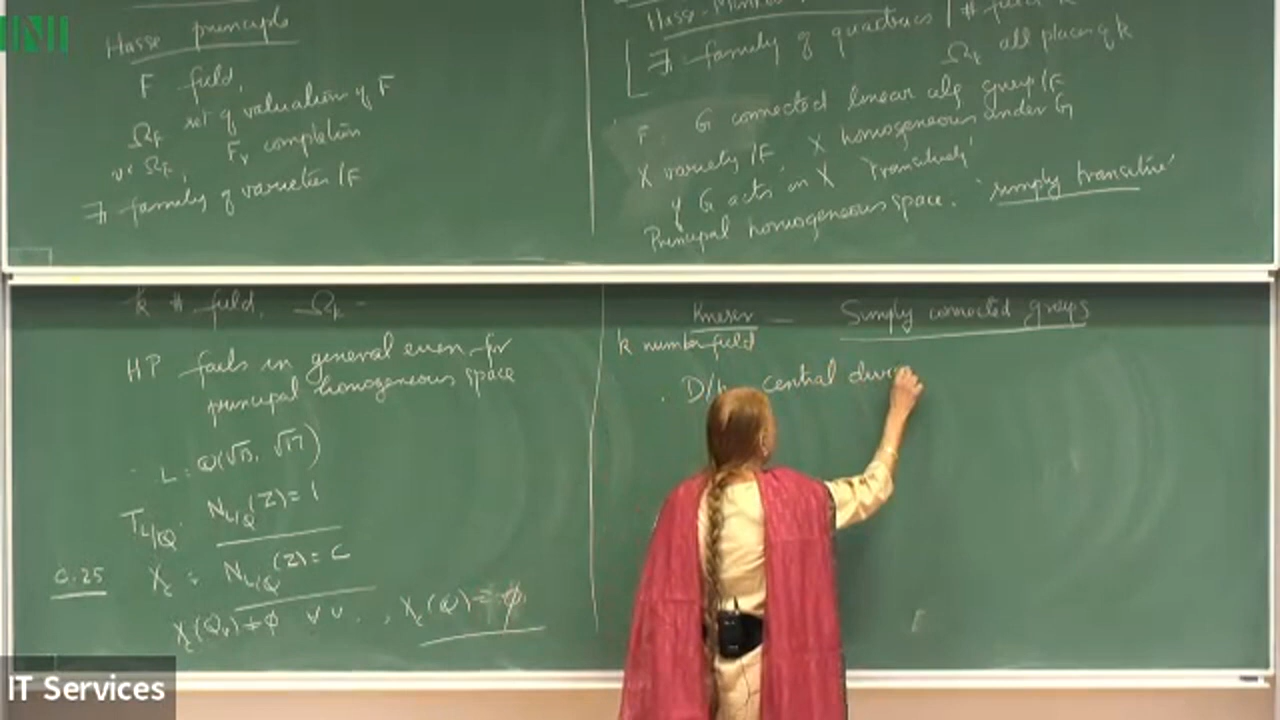 INI
Hasse principle
F field,
Ω_F set of valuation of F
v ∈ Ω_F, F_v completion
∃ family of varieties /F
Hasse-Minkows
∃ family of quadrics / # field k
Ω_k all places of k
F. G connected linear alg group /F
X variety /F X homogeneous under G
if G acts on X 'transitively'
Principal homogeneous space. 'simply transitive'
k # field, Ω_k
HP fails in general even for
principal homogeneous space
L = Q(√13, √17)
T_{L/Q} : N_{L/Q}(Z) = 1
C. 25 X_c : N_{L/Q}(Z) = C
X_c(Q_v) ≠ ∅ ∀ v, , X_c(Q) = ∅
Kneser — Simply connected groups
k number field
. D/k central divi
IT Services